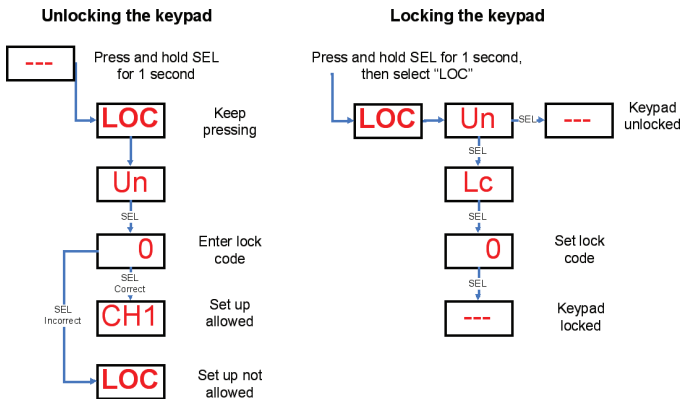 Unlocking the keypad
---
Press and hold SEL
for 1 second
LOC
Keep
pressing
Un
SEL
0
Enter lock
code
SEL
Correct
SEL
Incorrect
CH1
Set up
allowed
LOC
Set up not
allowed
Locking the keypad
Press and hold SEL for 1 second,
then select “LOC”
LOC
Un
SEL
---
Keypad
unlocked
SEL
Lc
SEL
0
Set lock
code
SEL
---
Keypad
locked